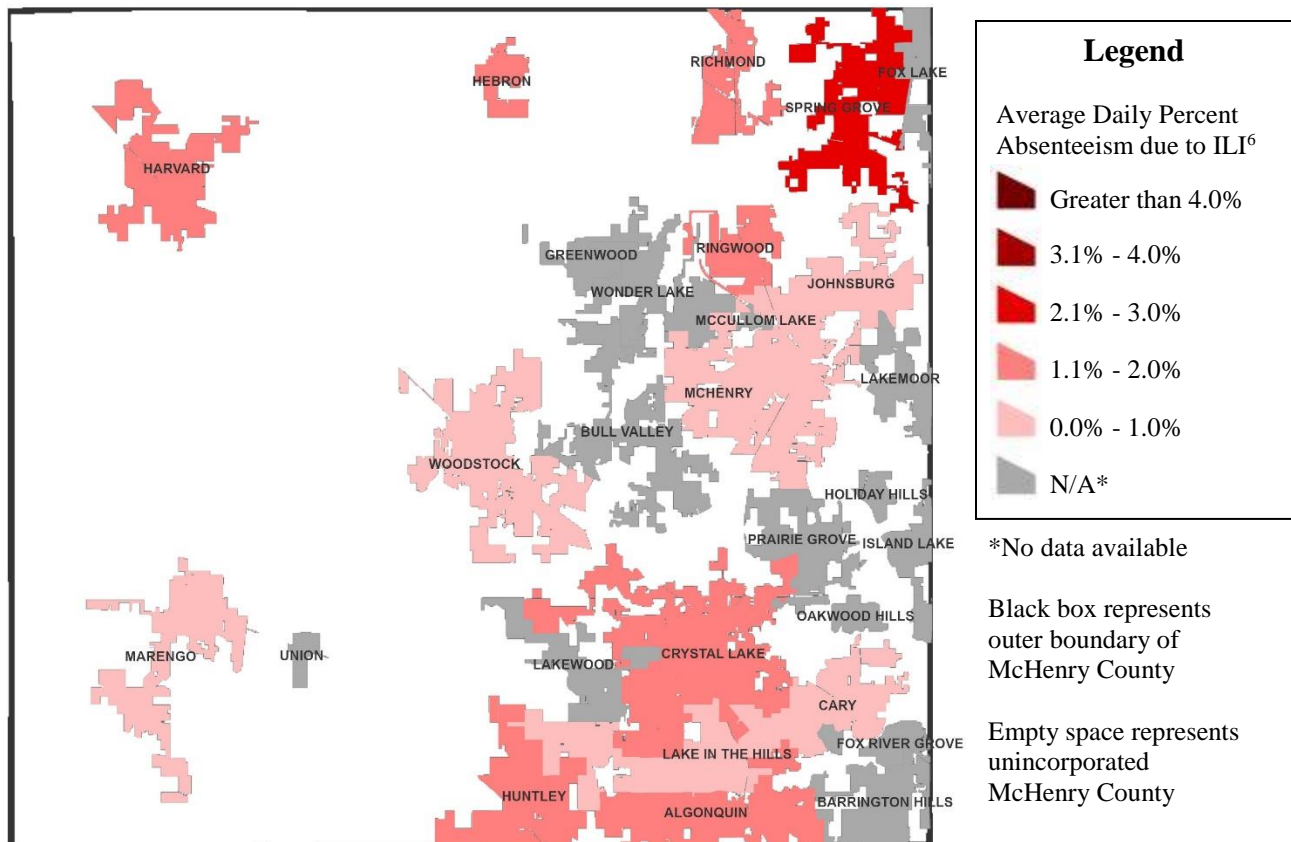 RICHMOND
HEBRON
FOX LAKE
SPRING GROVE
HARVARD
GREENWOOD
RINGWOOD
JOHNSBURG
WONDER LAKE
MCCULLOM LAKE
LAKEMOOR
MCHENRY
BULL VALLEY
WOODSTOCK
HOLIDAY HILLS
PRAIRIE GROVE
ISLAND LAKE
OAKWOOD HILLS
MARENGO
UNION
LAKEWOOD
CRYSTAL LAKE
CARY
FOX RIVER GROVE
LAKE IN THE HILLS
HUNTLEY
ALGONQUIN
BARRINGTON HILLS
Legend
Average Daily Percent
Absenteeism due to ILI⁶
Greater than 4.0%
3.1% - 4.0%
2.1% - 3.0%
1.1% - 2.0%
0.0% - 1.0%
N/A*
*No data available
Black box represents
outer boundary of
McHenry County
Empty space represents
unincorporated
McHenry County